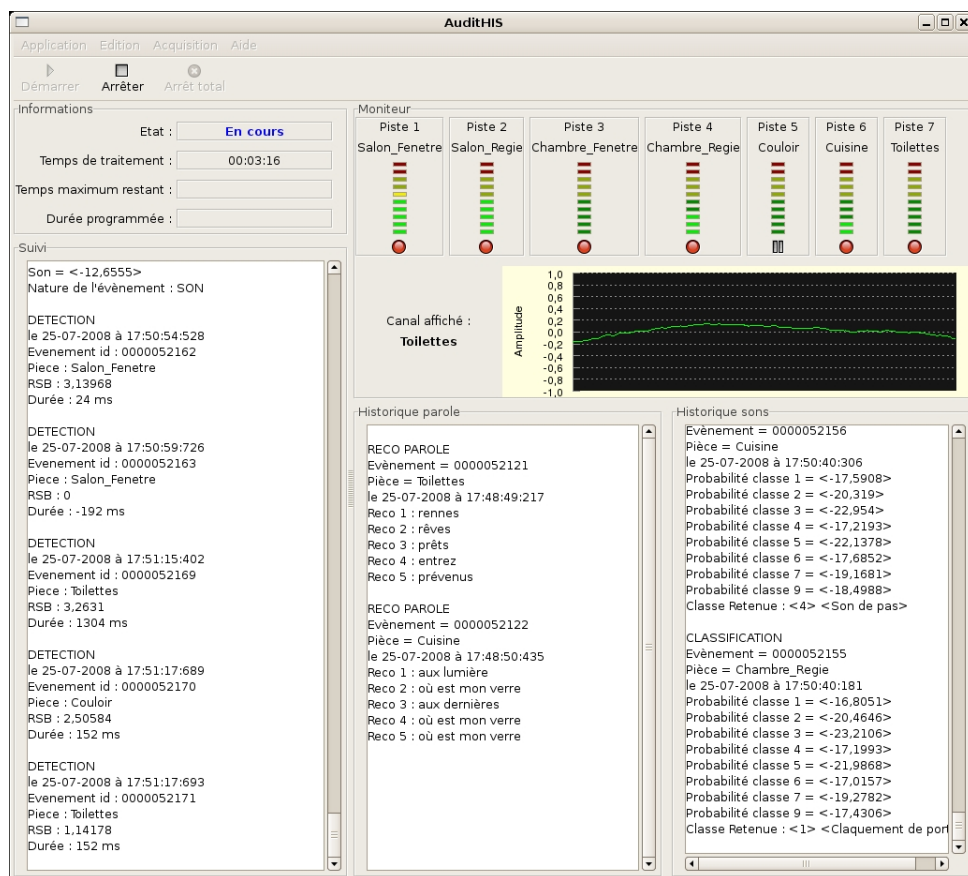 AuditHIS
Application Edition Acquisition Aide
Démarrer Arrêter Arrêt total
Informations
Etat : En cours
Temps de traitement : 00:03:16
Temps maximum restant :
Durée programmée :
Suivi
Son = <-12,6555>
Nature de l'évènement : SON
DETECTION
le 25-07-2008 à 17:50:54:528
Evenement id : 0000052162
Piece : Salon_Fenetre
RSB : 3,13968
Durée : 24 ms
DETECTION
le 25-07-2008 à 17:50:59:726
Evenement id : 0000052163
Piece : Salon_Fenetre
RSB : 0
Durée : -192 ms
DETECTION
le 25-07-2008 à 17:51:15:402
Evenement id : 0000052169
Piece : Toilettes
RSB : 3,2631
Durée : 1304 ms
DETECTION
le 25-07-2008 à 17:51:17:689
Evenement id : 0000052170
Piece : Couloir
RSB : 2,50584
Durée : 152 ms
DETECTION
le 25-07-2008 à 17:51:17:693
Evenement id : 0000052171
Piece : Toilettes
RSB : 1,14178
Durée : 152 ms
Moniteur
Piste 1 Piste 2 Piste 3 Piste 4 Piste 5 Piste 6 Piste 7
Salon_Fenetre Salon_Regie Chambre_Fenetre Chambre_Regie Couloir Cuisine Toilettes
Canal affiché :
Toilettes
Amplitude
1,0
0,8
0,6
0,4
0,2
0,0
-0,2
-0,4
-0,6
-0,8
-1,0
Historique parole
RECO PAROLE
Evènement = 0000052121
Pièce = Toilettes
le 25-07-2008 à 17:48:49:217
Reco 1 : rennes
Reco 2 : rêves
Reco 3 : prêts
Reco 4 : entrez
Reco 5 : prévenus
RECO PAROLE
Evènement = 0000052122
Pièce = Cuisine
le 25-07-2008 à 17:48:50:435
Reco 1 : aux lumière
Reco 2 : où est mon verre
Reco 3 : aux dernières
Reco 4 : où est mon verre
Reco 5 : où est mon verre
Historique sons
Evènement = 0000052156
Pièce = Cuisine
le 25-07-2008 à 17:50:40:306
Probabilité classe 1 = <-17,5908>
Probabilité classe 2 = <-20,319>
Probabilité classe 3 = <-22,954>
Probabilité classe 4 = <-17,2193>
Probabilité classe 5 = <-22,1378>
Probabilité classe 6 = <-17,6852>
Probabilité classe 7 = <-19,1681>
Probabilité classe 9 = <-18,4988>
Classe Retenue : <4> <Son de pas>
CLASSIFICATION
Evènement = 0000052155
Pièce = Chambre_Regie
le 25-07-2008 à 17:50:40:181
Probabilité classe 1 = <-16,8051>
Probabilité classe 2 = <-20,4646>
Probabilité classe 3 = <-23,2106>
Probabilité classe 4 = <-17,1993>
Probabilité classe 5 = <-21,9868>
Probabilité classe 6 = <-17,0157>
Probabilité classe 7 = <-19,2782>
Probabilité classe 9 = <-17,4306>
Classe Retenue : <1> <Claquement de port